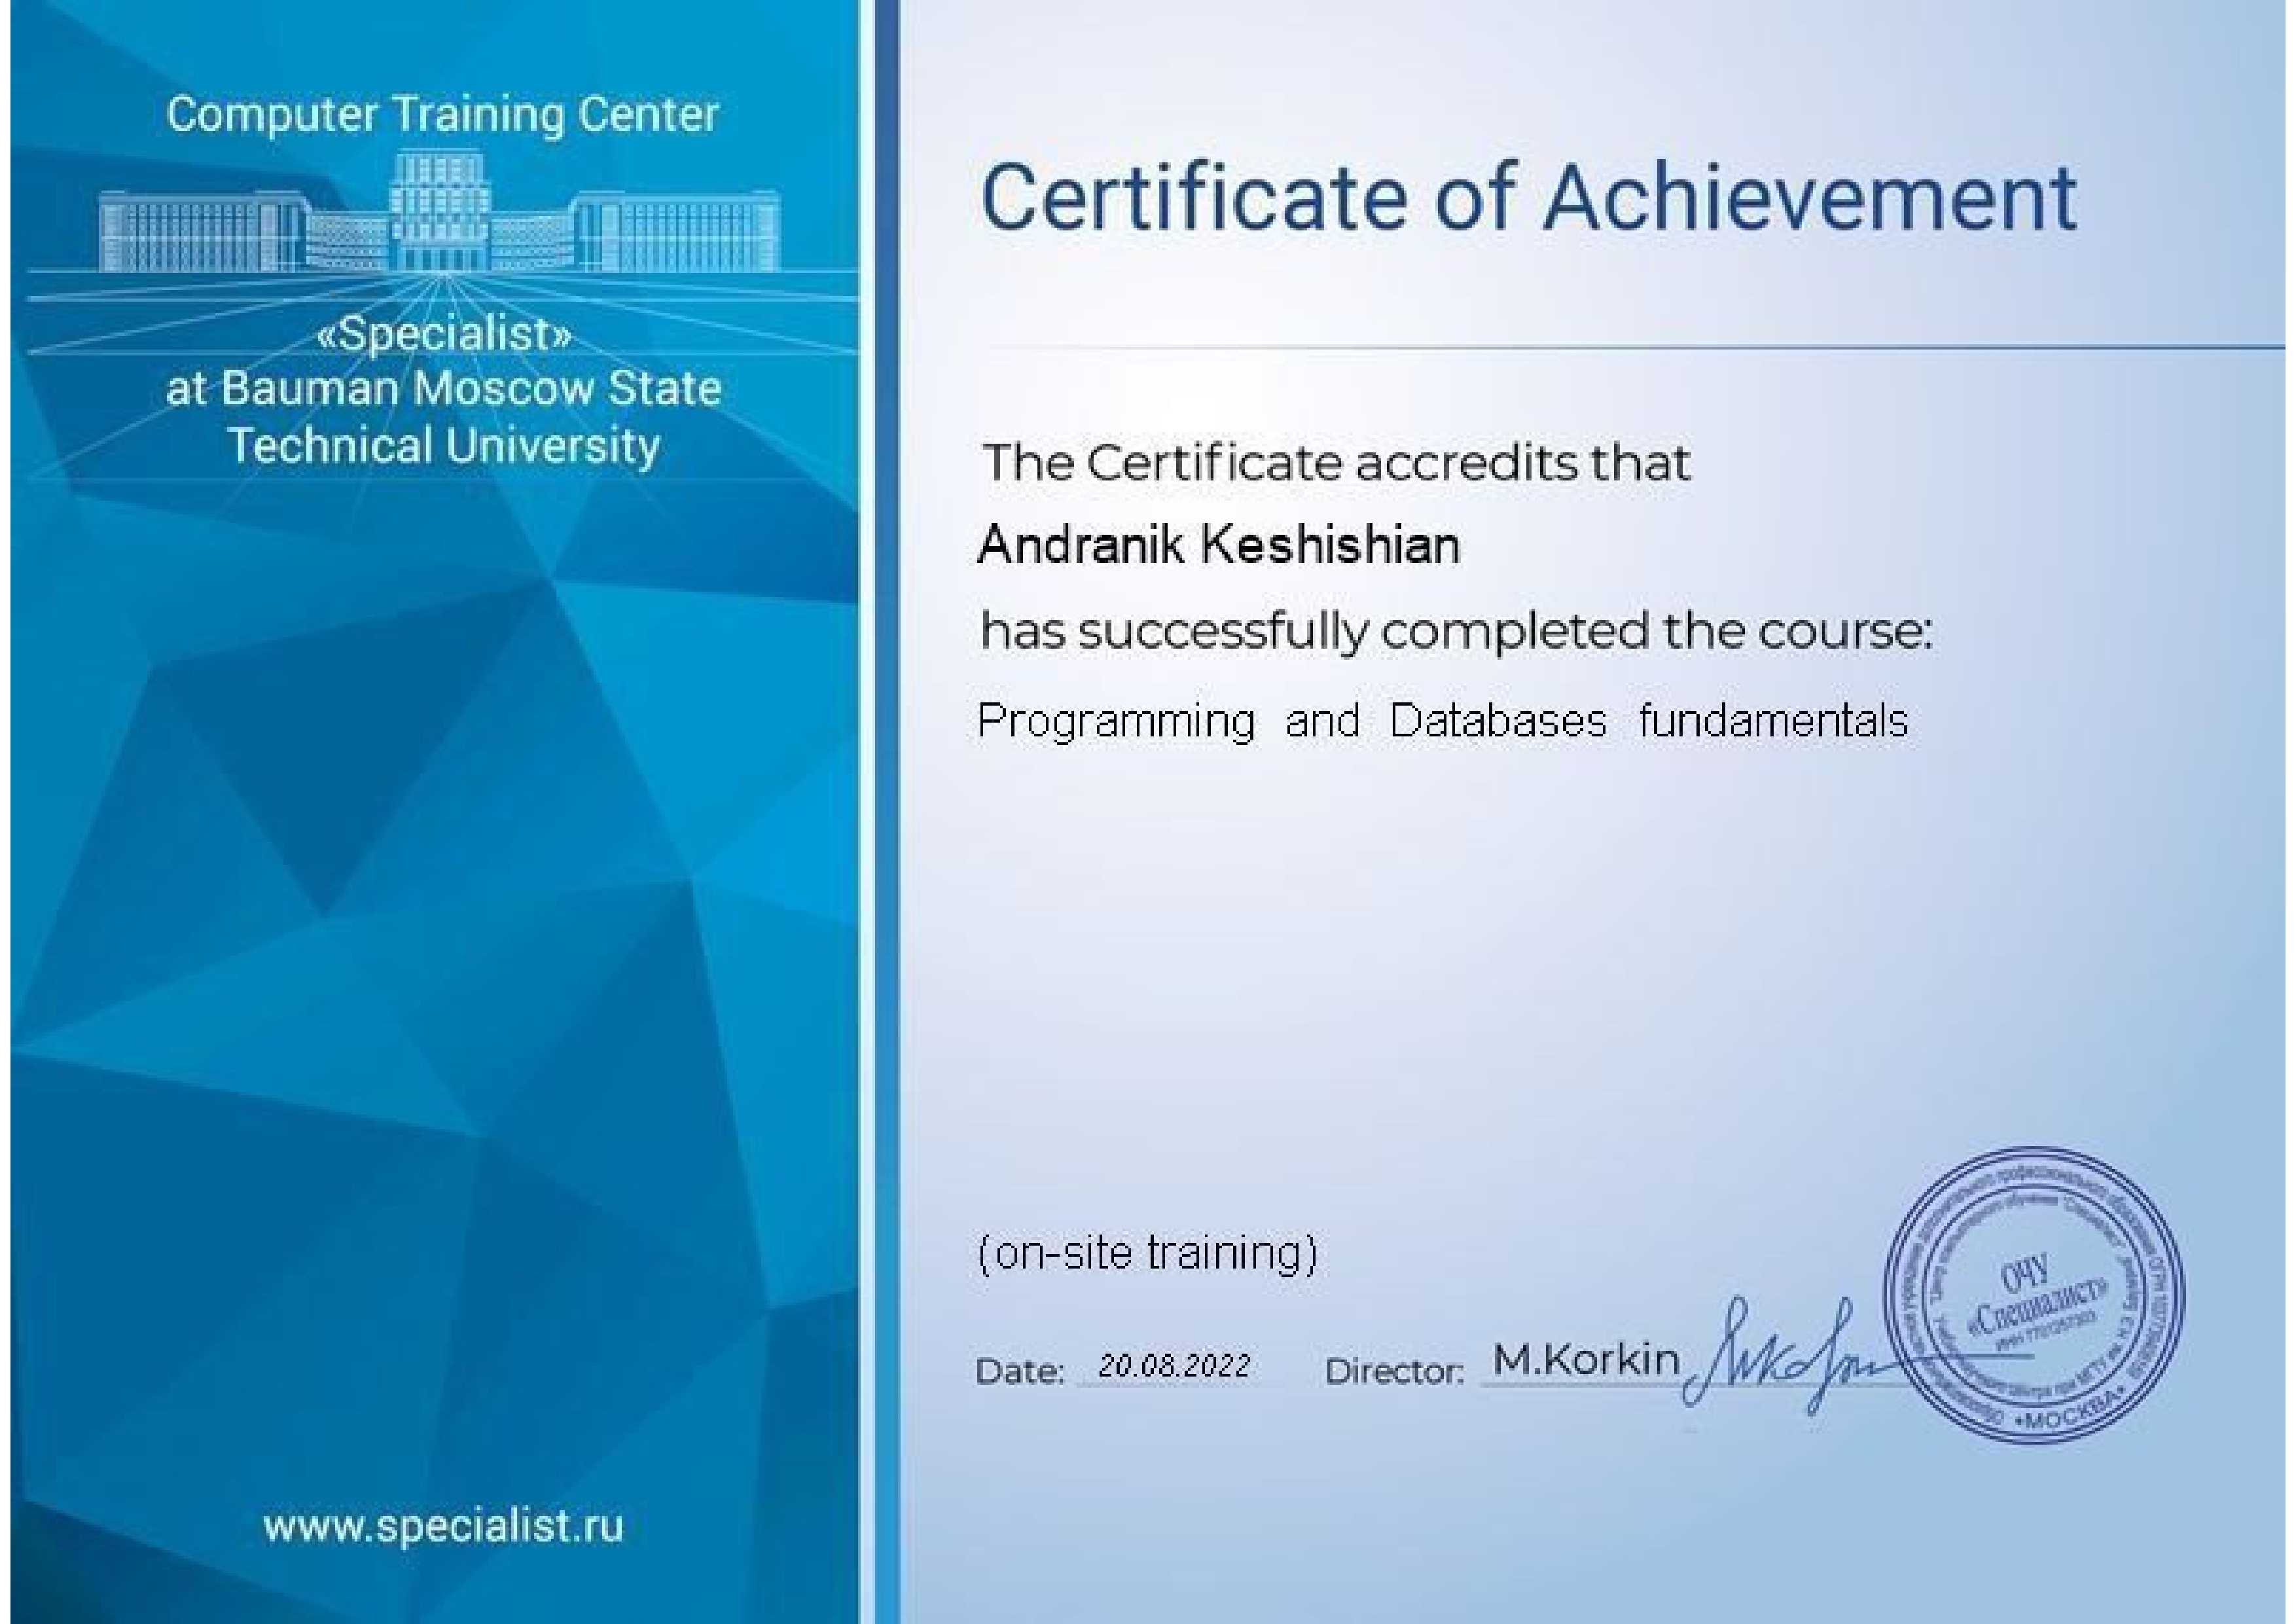 Computer Training Center
«Specialist»
at Bauman Moscow State
Technical University
www.specialist.ru
Certificate of Achievement
The Certificate accredits that
Andranik Keshishian
has successfully completed the course:
Programming and Databases fundamentals
(on-site training)
Date: 20.08.2022 Director: M.Korkin
ОЧУ
«Специалист»
ИНН 7701257303
•МОСКВА•